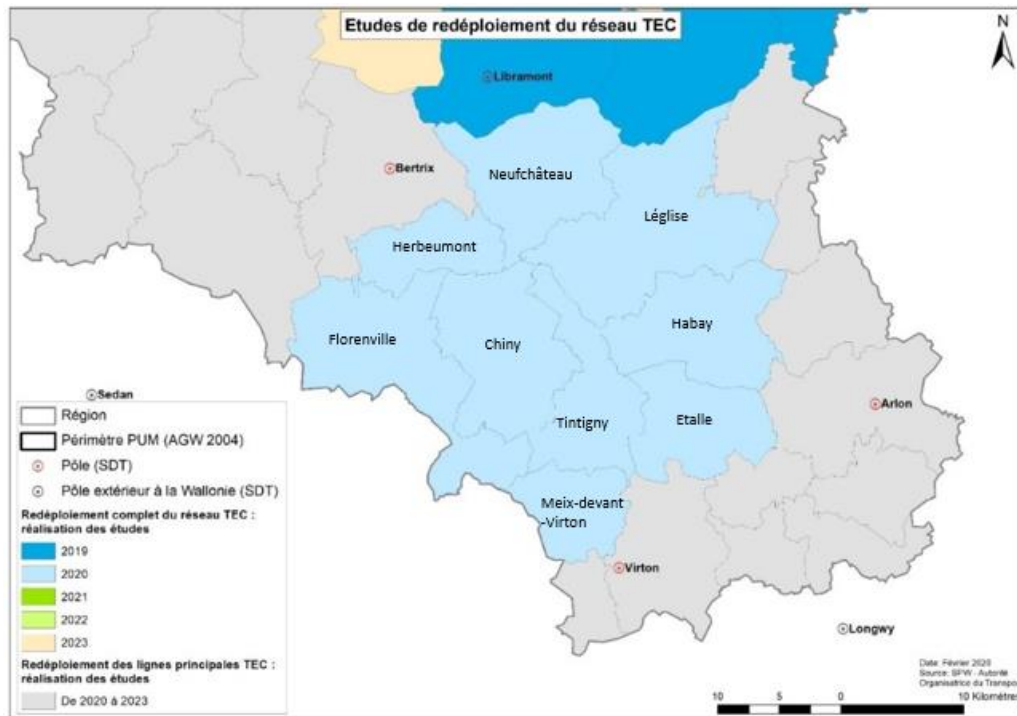 Etudes de redéploiement du réseau TEC
N
Libramont
Bertrix
Neufchâteau
Léglise
Herbeumont
Habay
Florenville
Chiny
Sedan
Arlon
Tintigny
Etalle
Meix-devant
-Virton
Virton
Longwy
Région
Périmètre PUM (AGW 2004)
Pôle (SDT)
Pôle extérieur à la Wallonie (SDT)
Redéploiement complet du réseau TEC :
réalisation des études
2019
2020
2021
2022
2023
Redéploiement des lignes principales TEC :
réalisation des études
De 2020 à 2023
Date: Février 2020
Source: SPW - Autorité
Organisatrice du Transpo
10 5 0 10 Kilomètres